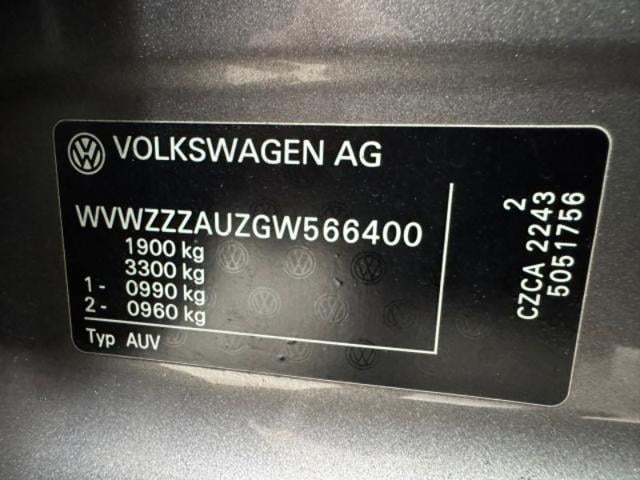 VOLKSWAGEN AG
WVWZZZAUZGW566400
1900 kg
3300 kg
1- 0990 kg
2- 0960 kg
Typ AUV
2
CZCA 2243
5051756